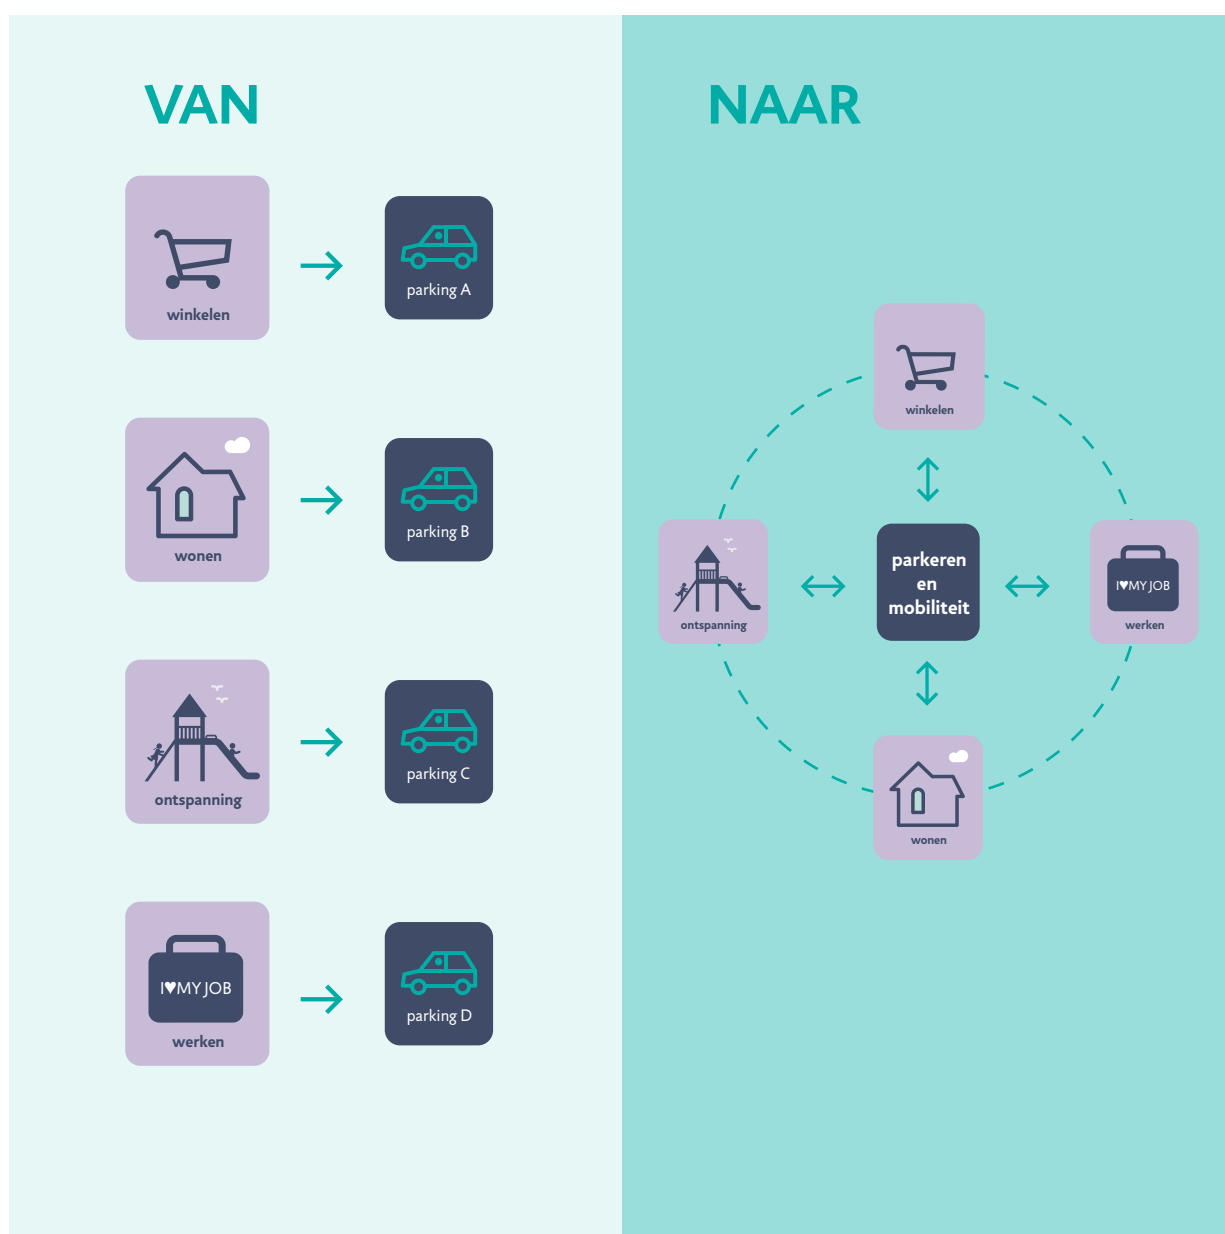 VAN
winkelen
parking A
wonen
parking B
ontspanning
parking C
I♥MY JOB
werken
parking D
NAAR
winkelen
ontspanning
parkeren
en
mobiliteit
I♥MY JOB
werken
wonen